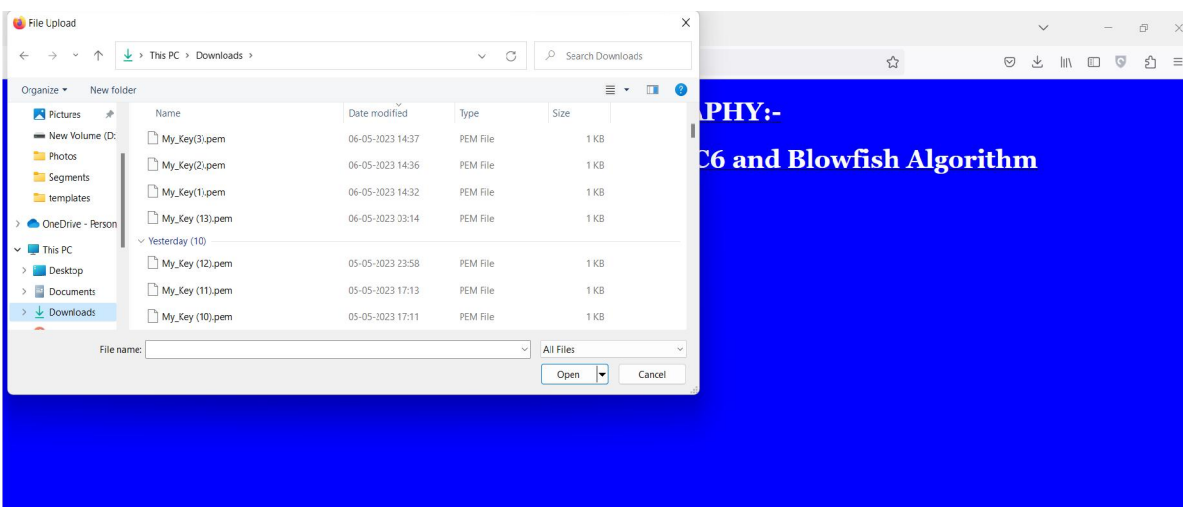 File Upload
This PC > Downloads >
Search Downloads
Organize
New folder
Name Date modified Type Size
Pictures
New Volume (D:
Photos
Segments
templates
OneDrive - Person
This PC
Desktop
Documents
Downloads
My_Key(3).pem 06-05-2023 14:37 PEM File 1 KB
My_Key(2).pem 06-05-2023 14:36 PEM File 1 KB
My_Key(1).pem 06-05-2023 14:32 PEM File 1 KB
My_Key (13).pem 06-05-2023 03:14 PEM File 1 KB
Yesterday (10)
My_Key (12).pem 05-05-2023 23:58 PEM File 1 KB
My_Key (11).pem 05-05-2023 17:13 PEM File 1 KB
My_Key (10).pem 05-05-2023 17:11 PEM File 1 KB
File name:
All Files
Open
Cancel
PHY:-
C6 and Blowfish Algorithm